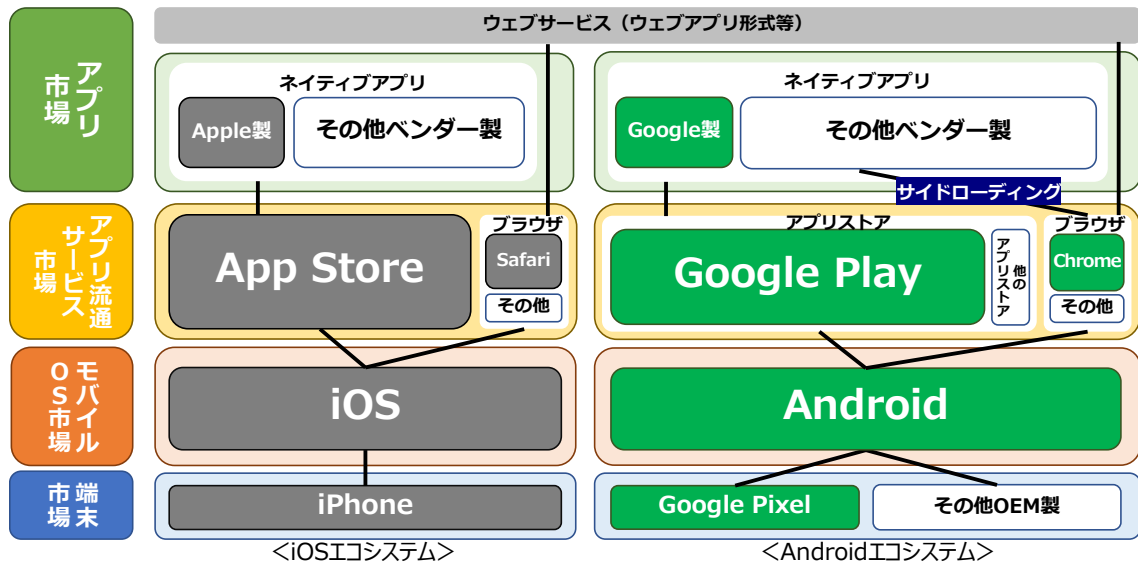 ウェブサービス（ウェブアプリ形式等）
アプリ
市場
ネイティブアプリ
Apple製
その他ベンダー製
ネイティブアプリ
Google製
その他ベンダー製
サイドローディング
アプリ流通
サービス
市場
App Store
ブラウザ
Safari
その他
アプリストア
Google Play
他の
アプリストア
ブラウザ
Chrome
その他
モバイル
OS市場
iOS
Android
端末
市場
iPhone
Google Pixel
その他OEM製
＜iOSエコシステム＞
＜Androidエコシステム＞